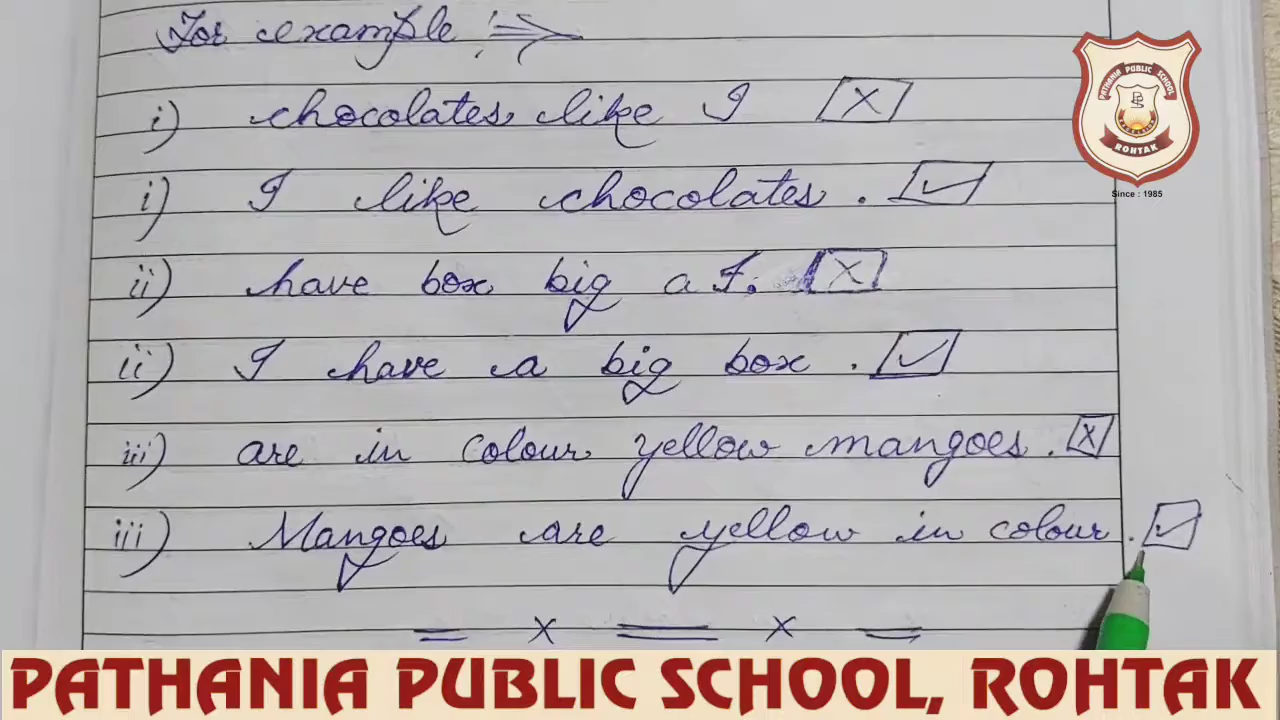 For example :⇒
i) chocolates like I [x]
i) I like chocolates. [✓]
ii) have box big a I. [x]
ii) I have a big box. [✓]
iii) are in colour yellow mangoes. [x]
iii) Mangoes are yellow in colour. [✓]
= x = x =
PATHANIA PUBLIC SCHOOL
ROHTAK
Since : 1985
PATHANIA PUBLIC SCHOOL, ROHTAK